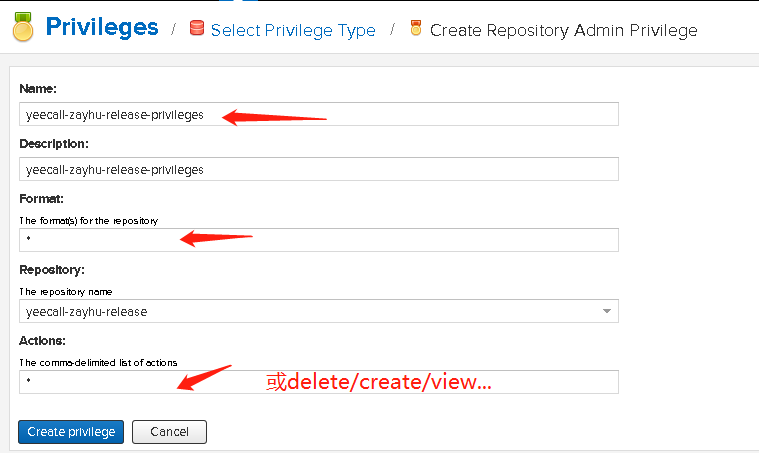 Privileges / Select Privilege Type / Create Repository Admin Privilege
Name:
yeecall-zayhu-release-privileges
Description:
yeecall-zayhu-release-privileges
Format:
The format(s) for the repository
*
Repository:
The repository name
yeecall-zayhu-release
Actions:
The comma-delimited list of actions
*
或delete/create/view...
Create privilege Cancel